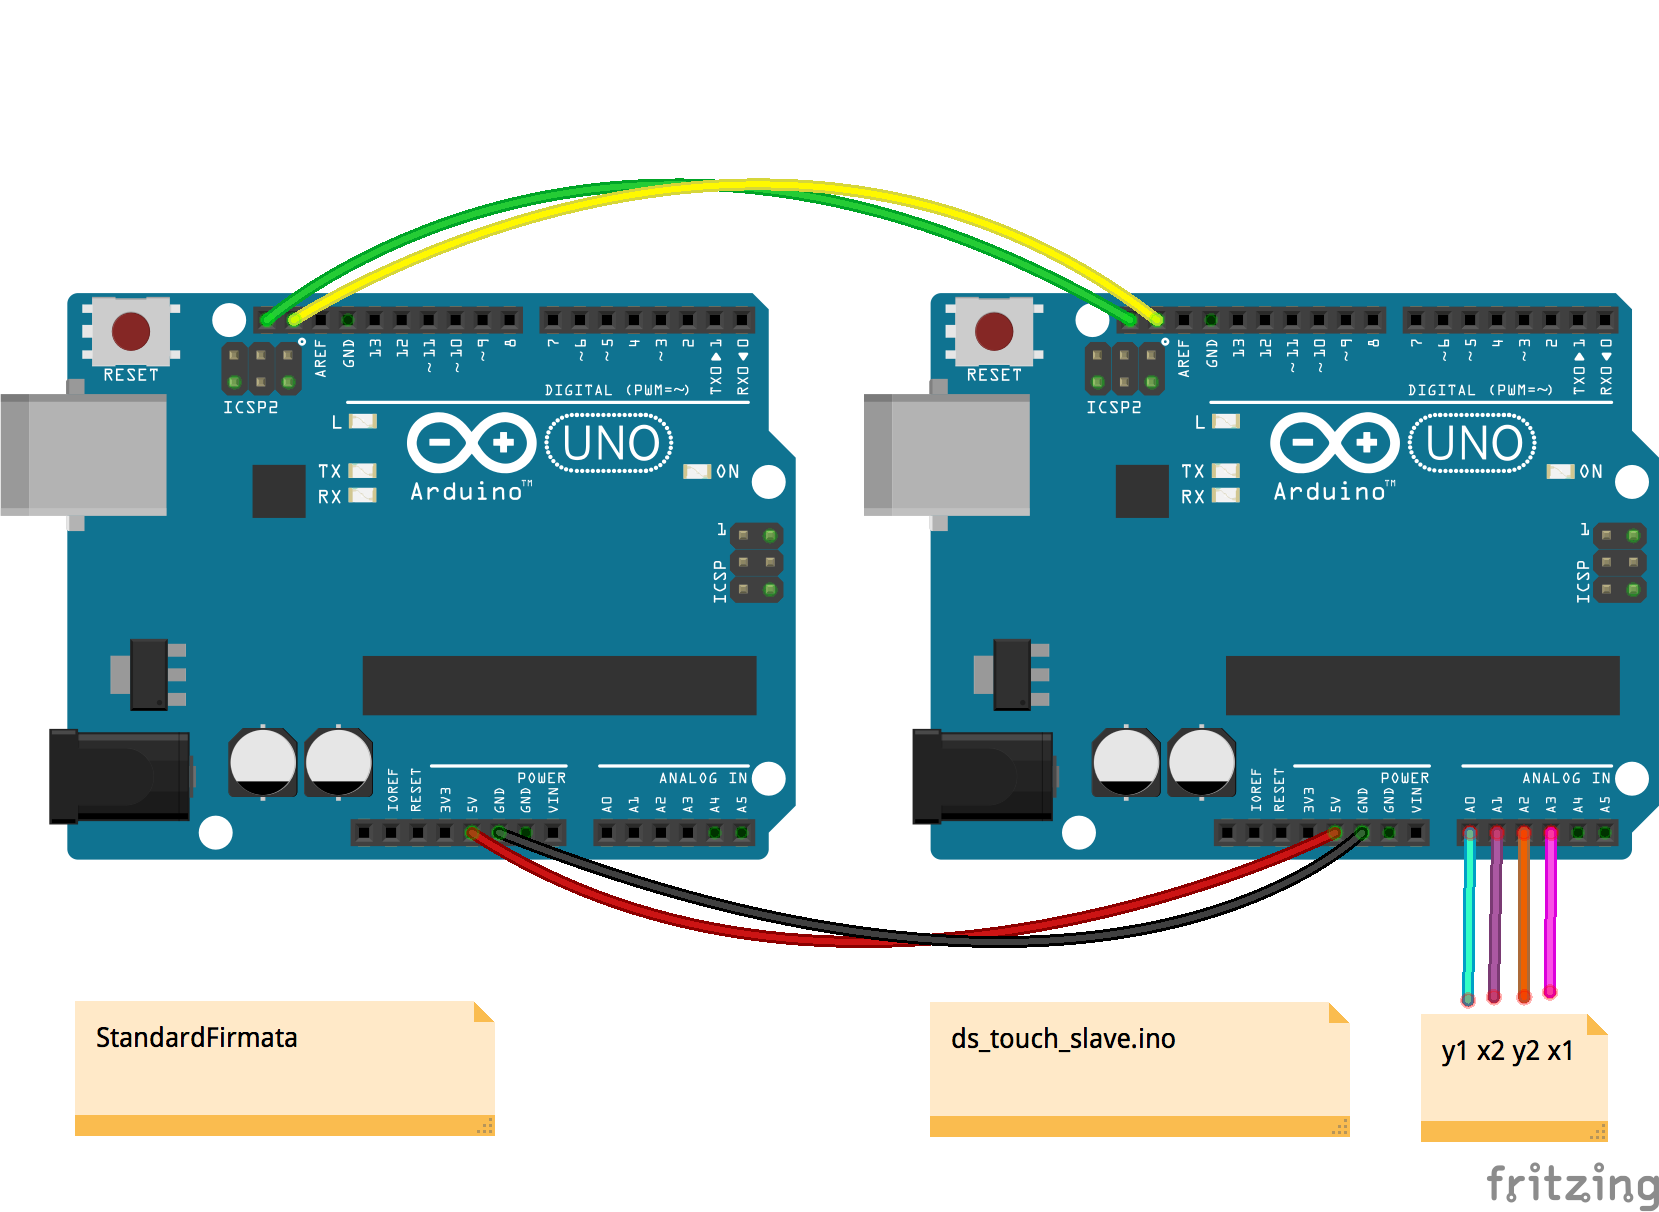 RESET
ICSP2
AREF
GND
13
12
~11
~10
~9
8
7
~6
~5
4
~3
2
TX0▶1
RX0◀0
DIGITAL (PWM=~)
L
TX
RX
UNO
Arduino™
ON
1
ICSP
IOREF
RESET
3V3
5V
GND
GND
VIN
POWER
A0
A1
A2
A3
A4
A5
ANALOG IN
RESET
ICSP2
AREF
GND
13
12
~11
~10
~9
8
7
~6
~5
4
~3
2
TX0▶1
RX0◀0
DIGITAL (PWM=~)
L
TX
RX
UNO
Arduino™
ON
1
ICSP
IOREF
RESET
3V3
5V
GND
GND
VIN
POWER
A0
A1
A2
A3
A4
A5
ANALOG IN
StandardFirmata
ds_touch_slave.ino
y1 x2 y2 x1
fritzing